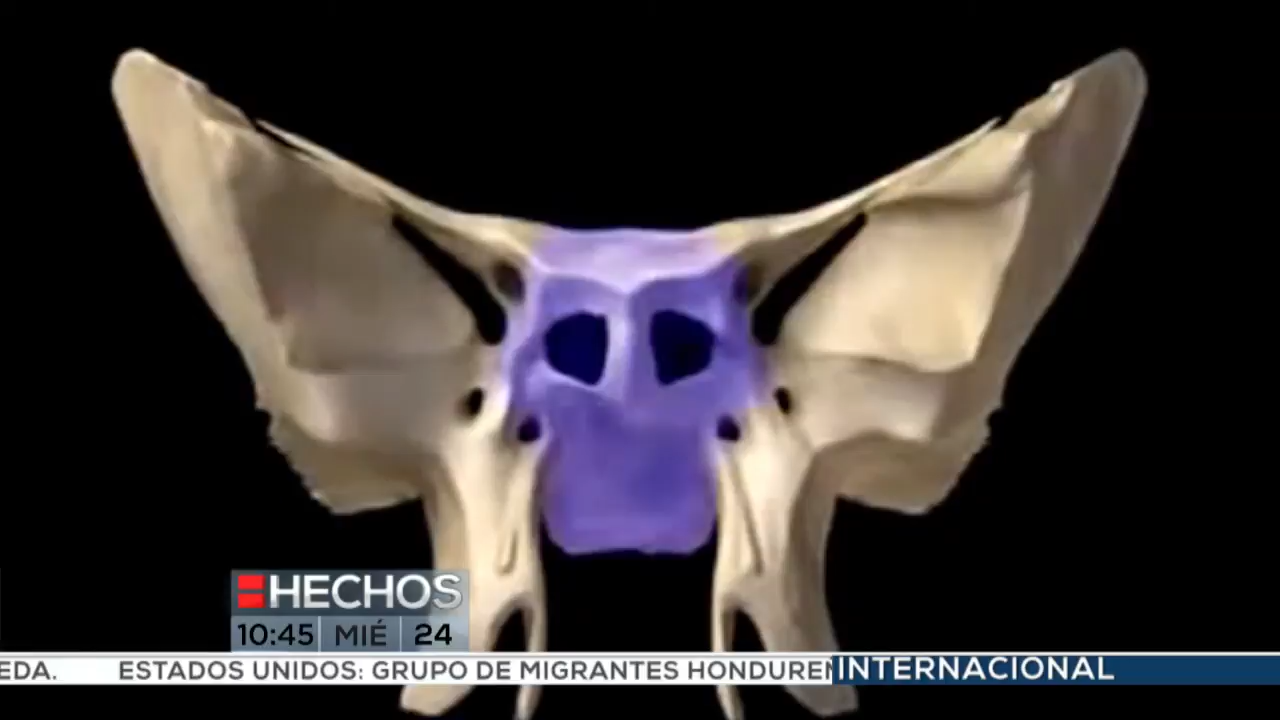 HECHOS
10:45 MIÉ 24
EDA. ESTADOS UNIDOS: GRUPO DE MIGRANTES HONDUREN INTERNACIONAL